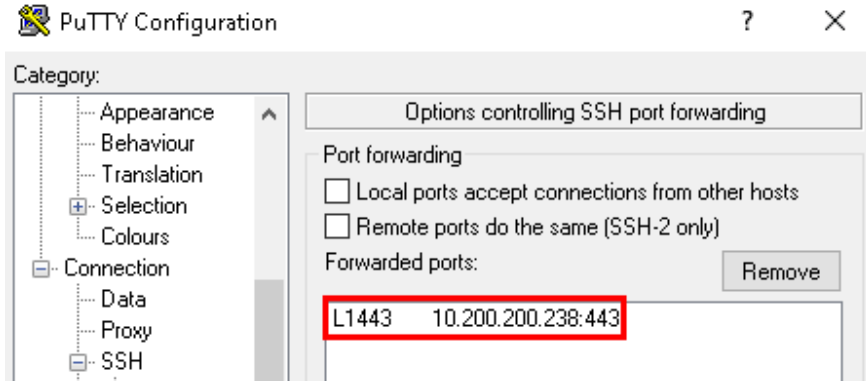 PuTTY Configuration ? ×
Category:
Appearance
Behaviour
Translation
Selection
Colours
Connection
Data
Proxy
SSH
Options controlling SSH port forwarding
Port forwarding
Local ports accept connections from other hosts
Remote ports do the same (SSH-2 only)
Forwarded ports:
Remove
L1443 10.200.200.238:443